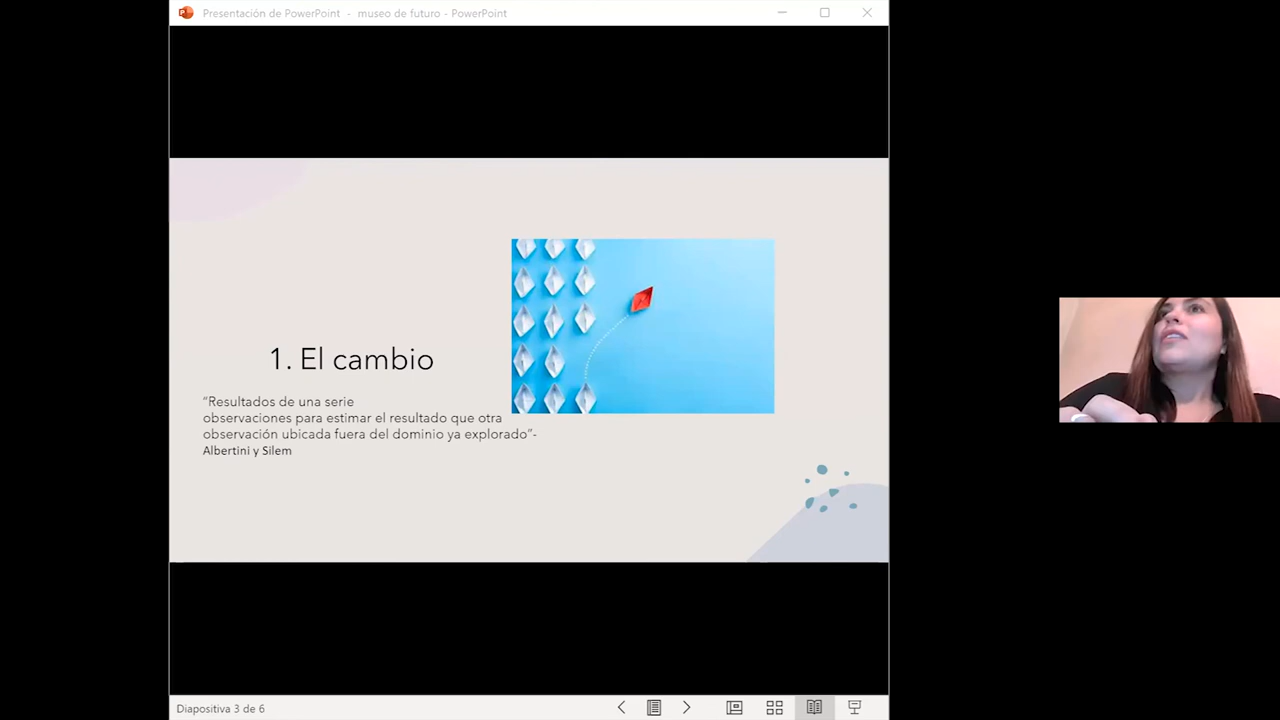 Presentación de PowerPoint - museo de futuro - PowerPoint
1. El cambio
“Resultados de una serie
observaciones para estimar el resultado que otra
observación ubicada fuera del dominio ya explorado”-
Albertini y Silem
Diapositiva 3 de 6